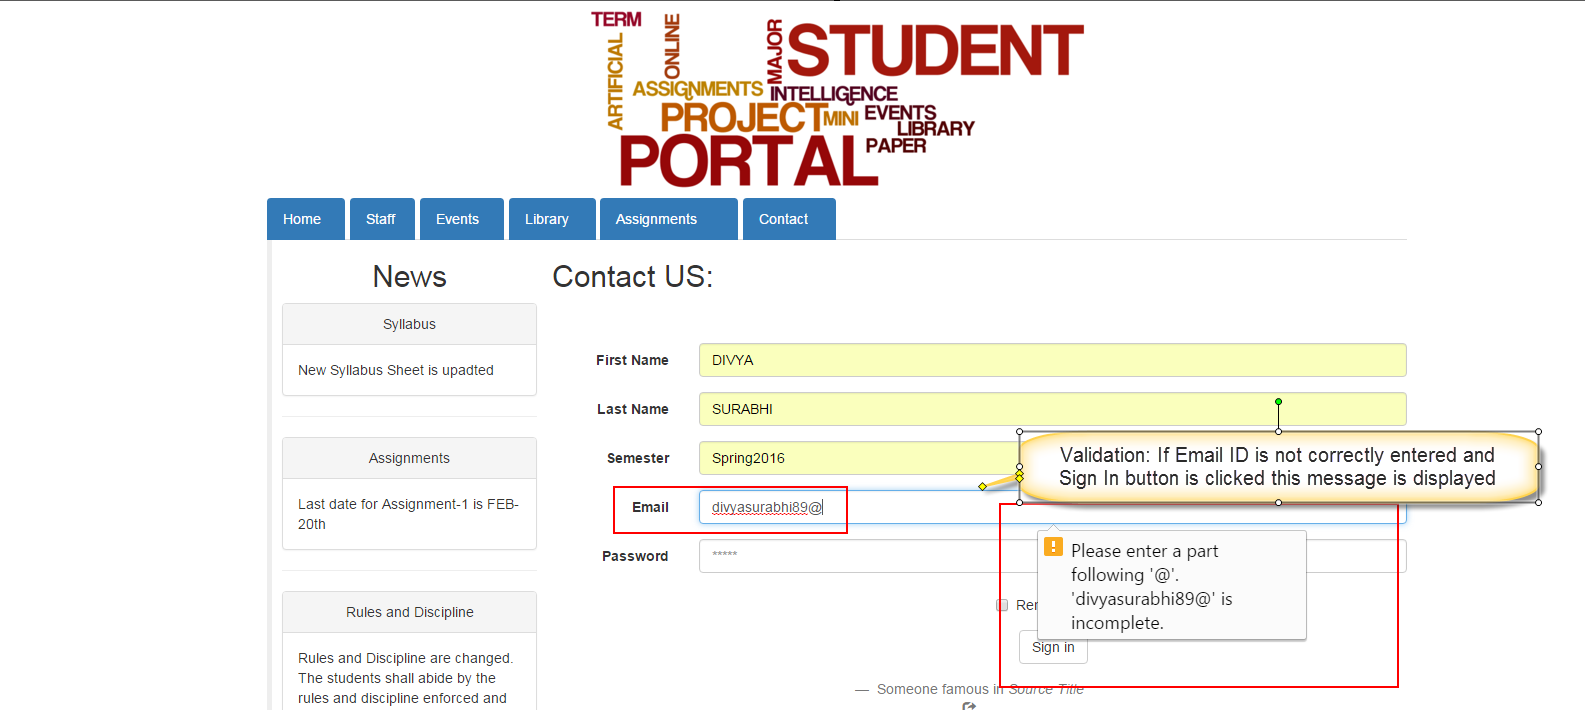 TERM
ARTIFICIAL
ONLINE
MAJOR
STUDENT
ASSIGNMENTS
INTELLIGENCE
PROJECT
MINI
EVENTS
LIBRARY
PORTAL
PAPER
Home
Staff
Events
Library
Assignments
Contact
News
Syllabus
New Syllabus Sheet is upadted
Assignments
Last date for Assignment-1 is FEB-
20th
Rules and Discipline
Rules and Discipline are changed.
The students shall abide by the
rules and discipline enforced and
Contact US:
First Name
DIVYA
Last Name
SURABHI
Semester
Spring2016
Validation: If Email ID is not correctly entered and
Sign In button is clicked this message is displayed
Email
divyasurabhi89@
Password
*****
Please enter a part
following '@'.
'divyasurabhi89@' is
incomplete.
Sign in
— Someone famous in Source Title